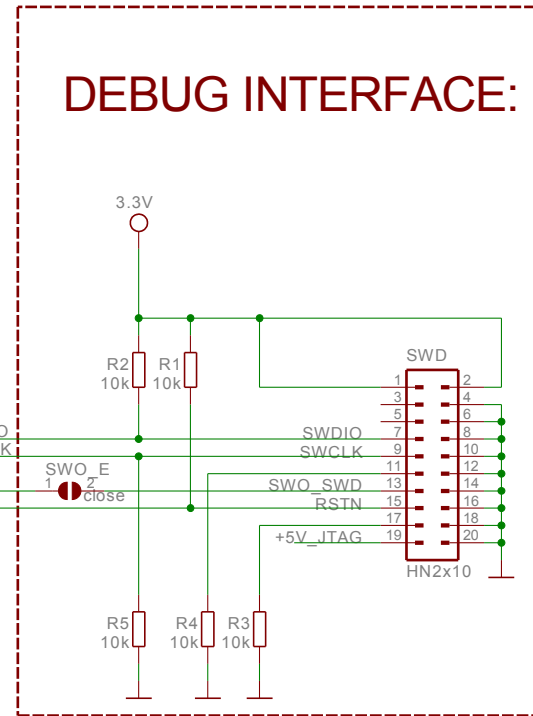 DEBUG INTERFACE:
3.3V
SWD
R2 R1
10k 10k
1 2
3 4
5 6
SWDIO 7 8
SWCLK 9 10
11 12
SWO_E
1 2
close
SWO_SWD 13 14
RSTN 15 16
17 18
+5V_JTAG 19 20
HN2x10
R5 R4 R3
10k 10k 10k